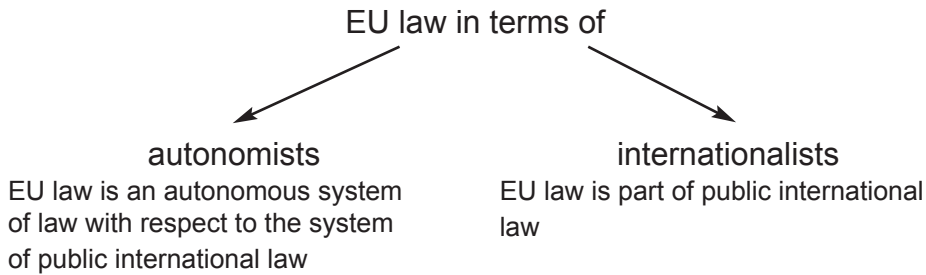 EU law in terms of
autonomists
EU law is an autonomous system
of law with respect to the system
of public international law
internationalists
EU law is part of public international
law